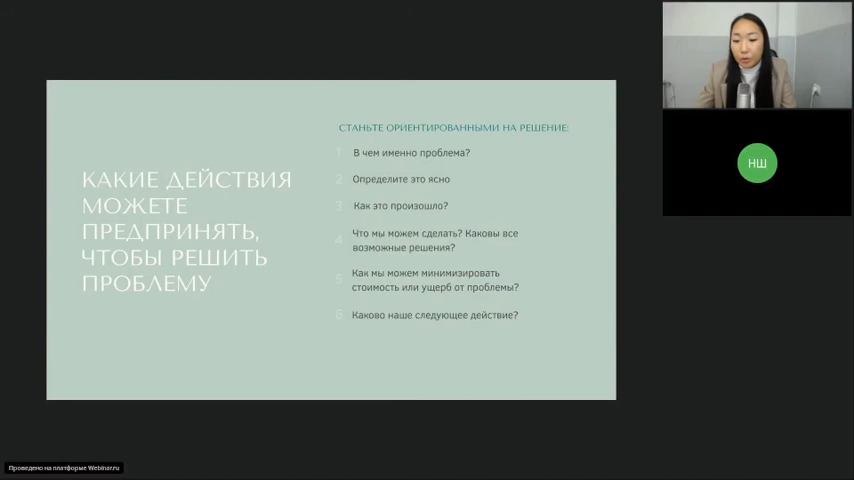 КАКИЕ ДЕЙСТВИЯ
МОЖЕТЕ
ПРЕДПРИНЯТЬ,
ЧТОБЫ РЕШИТЬ
ПРОБЛЕМУ
СТАНЬТЕ ОРИЕНТИРОВАННЫМИ НА РЕШЕНИЕ:
1 В чем именно проблема?
2 Определите это ясно
3 Как это произошло?
4 Что мы можем сделать? Каковы все
возможные решения?
5 Как мы можем минимизировать
стоимость или ущерб от проблемы?
6 Каково наше следующее действие?
НШ
Проведено на платформе Webinar.ru